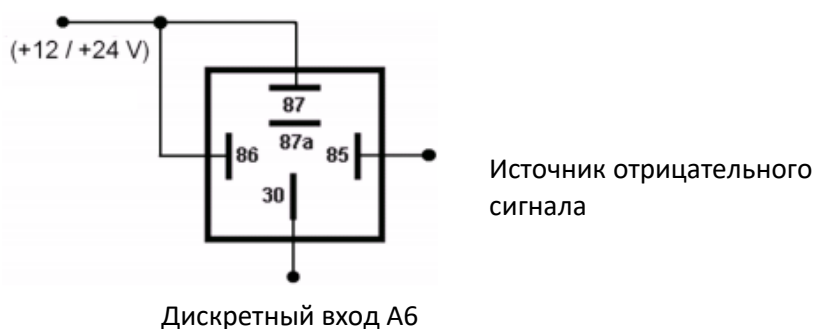 (+12 / +24 V)
87
87a
86
85
30
Источник отрицательного
сигнала
Дискретный вход А6